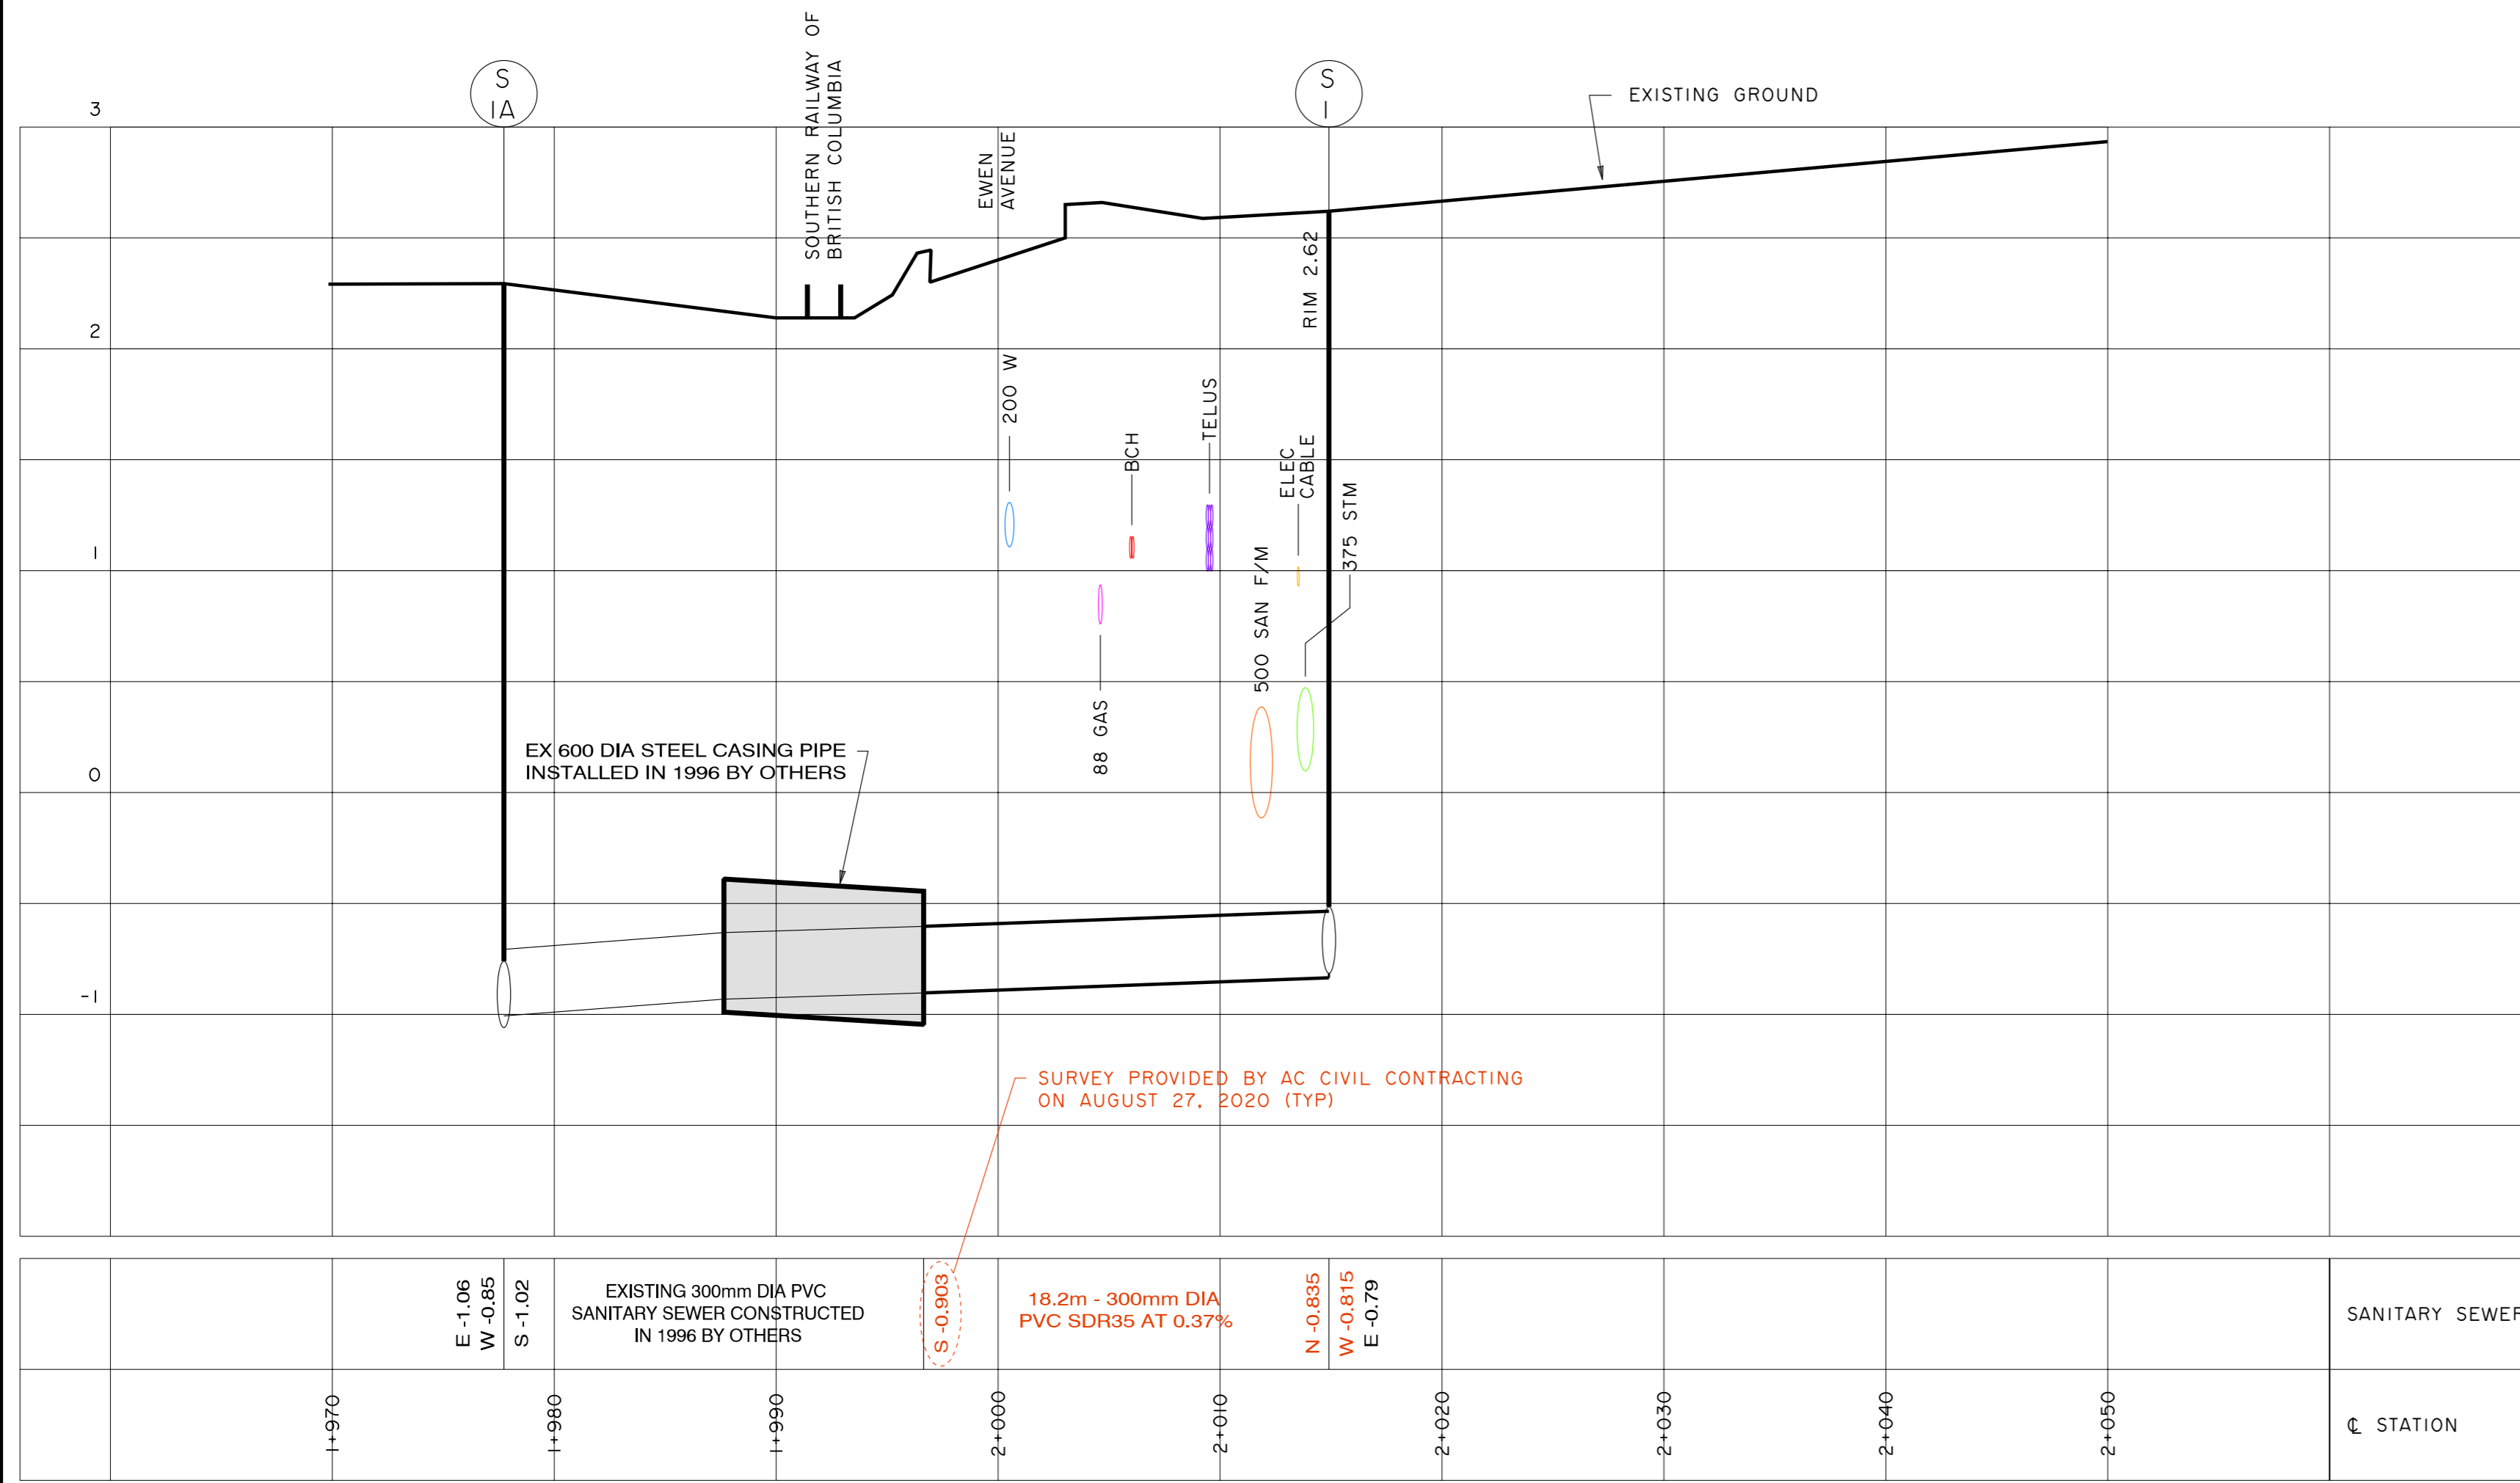 SOUTHERN RAILWAY OF
BRITISH COLUMBIA
S
1A
S
1
EXISTING GROUND
3
2
1
0
-1
EWEN
AVENUE
RIM 2.62
200 W
BCH
TELUS
ELEC
CABLE
375 STM
500 SAN F/M
88 GAS
EX 600 DIA STEEL CASING PIPE
INSTALLED IN 1996 BY OTHERS
SURVEY PROVIDED BY AC CIVIL CONTRACTING
ON AUGUST 27, 2020 (TYP)
E -1.06
W -0.85
S -1.02
EXISTING 300mm DIA PVC
SANITARY SEWER CONSTRUCTED
IN 1996 BY OTHERS
S -0.903
18.2m - 300mm DIA
PVC SDR35 AT 0.37%
N -0.835
W -0.815
E -0.79
SANITARY SEWER
1+970
1+980
1+990
2+000
2+010
2+020
2+030
2+040
2+050
℄ STATION